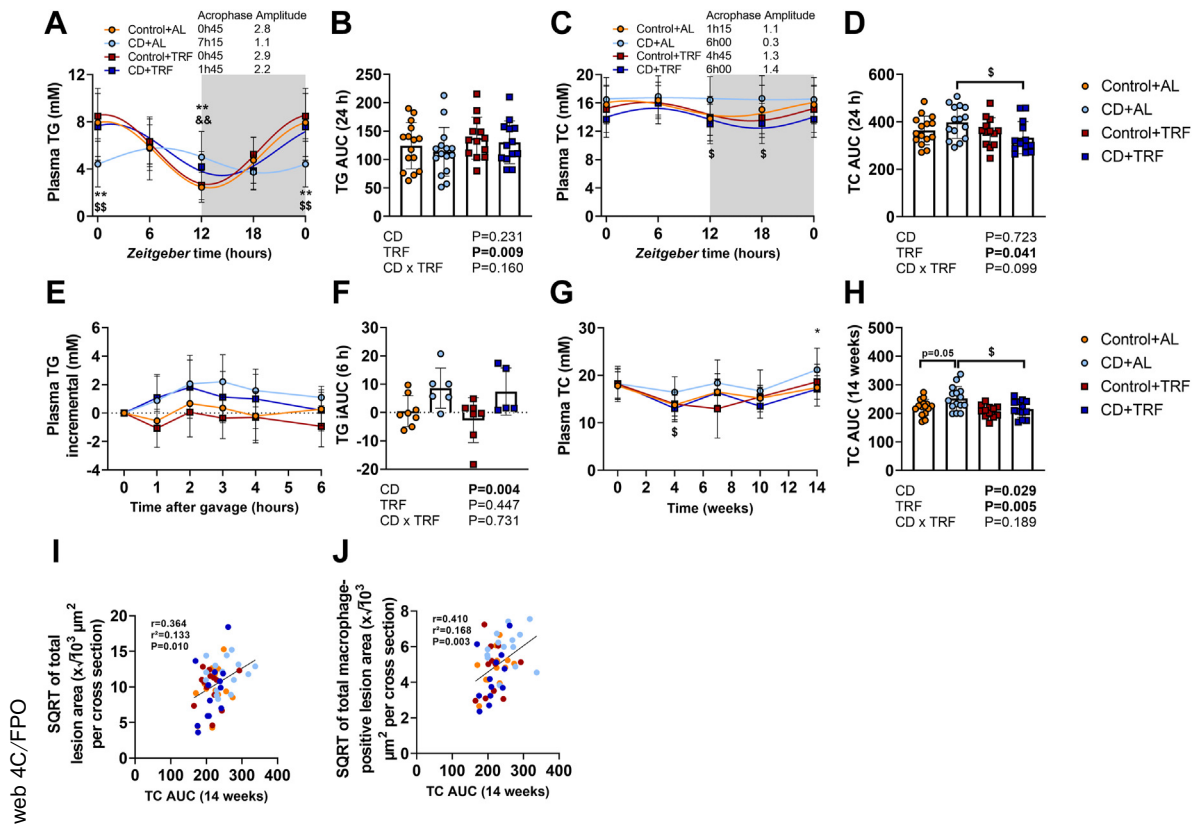 A
Acrophase Amplitude
Control+AL 0h45 2.8
CD+AL 7h15 1.1
Control+TRF 0h45 2.9
CD+TRF 1h45 2.2
Plasma TG (mM)
12
8
4
0
**
&&
**
$$
**
$$
0 6 12 18 0
Zeitgeber time (hours)
B
TG AUC (24 h)
250
200
150
100
50
0
CD P=0.231
TRF P=0.009
CD x TRF P=0.160
C
Acrophase Amplitude
Control+AL 1h15 1.1
CD+AL 6h00 0.3
Control+TRF 4h45 1.3
CD+TRF 6h00 1.4
Plasma TC (mM)
20
16
12
8
4
0
$ $
0 6 12 18 0
Zeitgeber time (hours)
D
TC AUC (24 h)
600
400
200
0
$
CD P=0.723
TRF P=0.041
CD x TRF P=0.099
Control+AL
CD+AL
Control+TRF
CD+TRF
E
Plasma TG
incremental (mM)
6
4
2
0
-2
-4
0 1 2 3 4 5 6
Time after gavage (hours)
F
TG iAUC (6 h)
30
20
10
0
-10
-20
CD P=0.004
TRF P=0.447
CD x TRF P=0.731
G
Plasma TC (mM)
30
20
10
0
$
*
0 2 4 6 8 10 12 14
Time (weeks)
H
TC AUC (14 weeks)
500
400
300
200
100
0
p=0.05
$
CD P=0.029
TRF P=0.005
CD x TRF P=0.189
Control+AL
CD+AL
Control+TRF
CD+TRF
I
SQRT of total
lesion area (x√10³ µm²
per cross section)
20
15
10
5
0
r=0.364
r²=0.133
P=0.010
0 100 200 300 400
TC AUC (14 weeks)
J
SQRT of total macrophage-
positive lesion area (x√10³
µm² per cross section)
8
6
4
2
0
r=0.410
r²=0.168
P=0.003
0 100 200 300 400
TC AUC (14 weeks)
web 4C/FPO